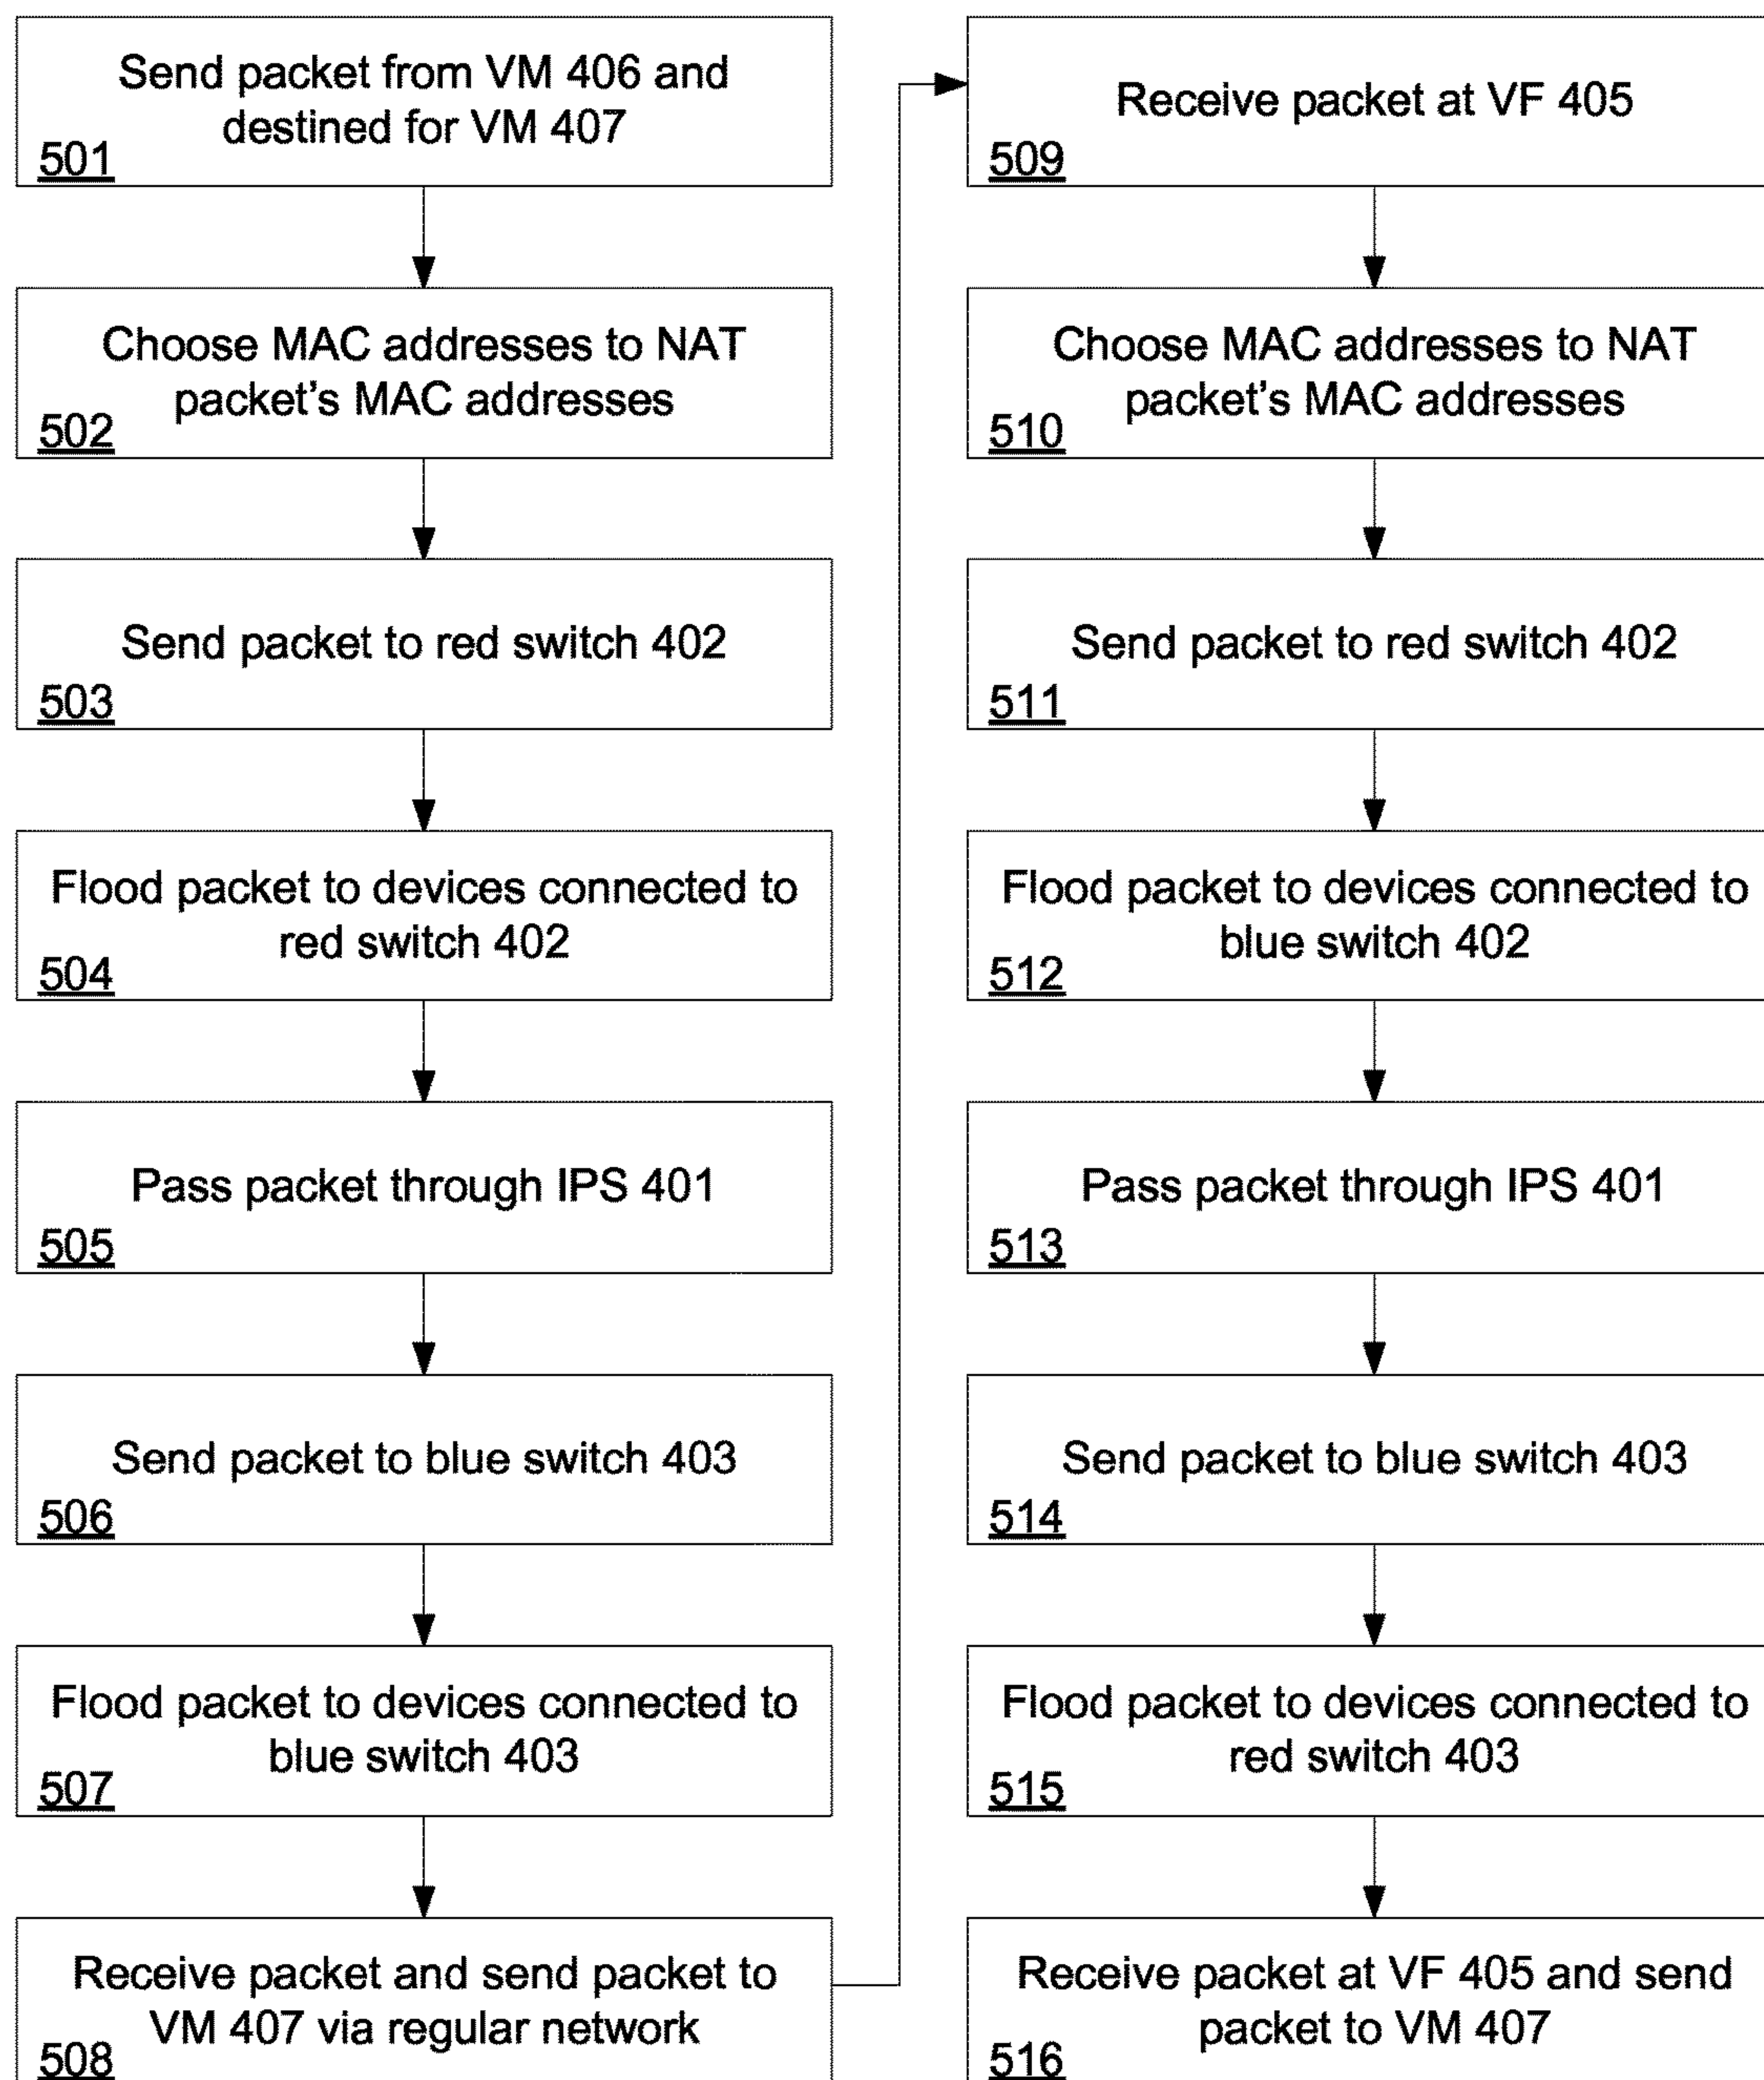 Send packet from VM 406 and
destined for VM 407
501
Choose MAC addresses to NAT
packet's MAC addresses
502
Send packet to red switch 402
503
Flood packet to devices connected to
red switch 402
504
Pass packet through IPS 401
505
Send packet to blue switch 403
506
Flood packet to devices connected to
blue switch 403
507
Receive packet and send packet to
VM 407 via regular network
508
Receive packet at VF 405
509
Choose MAC addresses to NAT
packet's MAC addresses
510
Send packet to red switch 402
511
Flood packet to devices connected to
blue switch 402
512
Pass packet through IPS 401
513
Send packet to blue switch 403
514
Flood packet to devices connected to
red switch 403
515
Receive packet at VF 405 and send
packet to VM 407
516